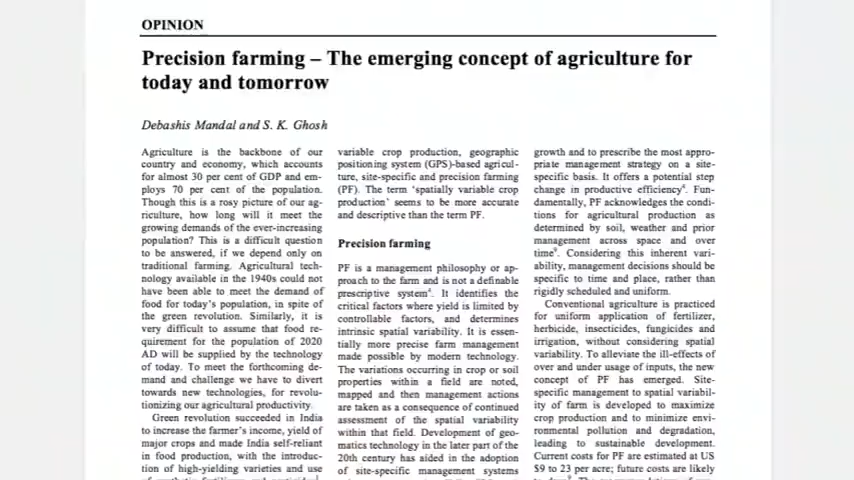 OPINION
Precision farming – The emerging concept of agriculture for
today and tomorrow
Debashis Mandal and S. K. Ghosh
Agriculture is the backbone of our
country and economy, which accounts
for almost 30 per cent of GDP and em-
ploys 70 per cent of the population.
Though this is a rosy picture of our ag-
riculture, how long will it meet the
growing demands of the ever-increasing
population? This is a difficult question
to be answered, if we depend only on
traditional farming. Agricultural tech-
nology available in the 1940s could not
have been able to meet the demand of
food for today's population, in spite of
the green revolution. Similarly, it is
very difficult to assume that food re-
quirement for the population of 2020
AD will be supplied by the technology
of today. To meet the forthcoming de-
mand and challenge we have to divert
towards new technologies, for revolu-
tionizing our agricultural productivity.
Green revolution succeeded in India
to increase the farmer's income, yield of
major crops and made India self-reliant
in food production, with the introduc-
tion of high-yielding varieties and use
variable crop production, geographic
positioning system (GPS)-based agricul-
ture, site-specific and precision farming
(PF). The term 'spatially variable crop
production' seems to be more accurate
and descriptive than the term PF.
Precision farming
PF is a management philosophy or ap-
proach to the farm and is not a definable
prescriptive system⁴. It identifies the
critical factors where yield is limited by
controllable factors, and determines
intrinsic spatial variability. It is essen-
tially more precise farm management
made possible by modern technology.
The variations occurring in crop or soil
properties within a field are noted,
mapped and then management actions
are taken as a consequence of continued
assessment of the spatial variability
within that field. Development of geo-
matics technology in the later part of the
20th century has aided in the adoption
of site-specific management systems
growth and to prescribe the most appro-
priate management strategy on a site-
specific basis. It offers a potential step
change in productive efficiency⁶. Fun-
damentally, PF acknowledges the condi-
tions for agricultural production as
determined by soil, weather and prior
management across space and over
time⁹. Considering this inherent vari-
ability, management decisions should be
specific to time and place, rather than
rigidly scheduled and uniform.
Conventional agriculture is practiced
for uniform application of fertilizer,
herbicide, insecticides, fungicides and
irrigation, without considering spatial
variability. To alleviate the ill-effects of
over and under usage of inputs, the new
concept of PF has emerged. Site-
specific management to spatial variabil-
ity of farm is developed to maximize
crop production and to minimize envi-
ronmental pollution and degradation,
leading to sustainable development.
Current costs for PF are estimated at US
$9 to 23 per acre; future costs are likely